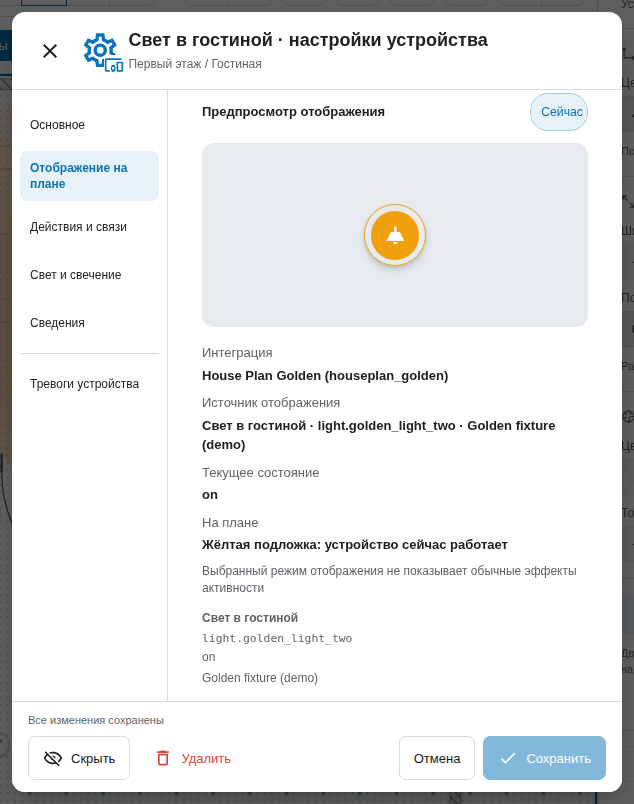 Свет в гостиной · настройки устройства
Первый этаж / Гостиная
Основное
Отображение на
плане
Действия и связи
Свет и свечение
Сведения
Тревоги устройства
Предпросмотр отображения
Сейчас
Интеграция
House Plan Golden (houseplan_golden)
Источник отображения
Свет в гостиной · light.golden_light_two · Golden fixture
(demo)
Текущее состояние
on
На плане
Жёлтая подложка: устройство сейчас работает
Выбранный режим отображения не показывает обычные эффекты
активности
Свет в гостиной
light.golden_light_two
on
Golden fixture (demo)
Все изменения сохранены
Скрыть
Удалить
Отмена
Сохранить